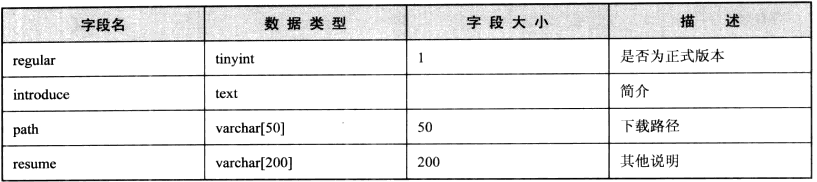 字段名 数据类型 字段大小 描述
regular tinyint 1 是否为正式版本
introduce text 简介
path varchar[50] 50 下载路径
resume varchar[200] 200 其他说明